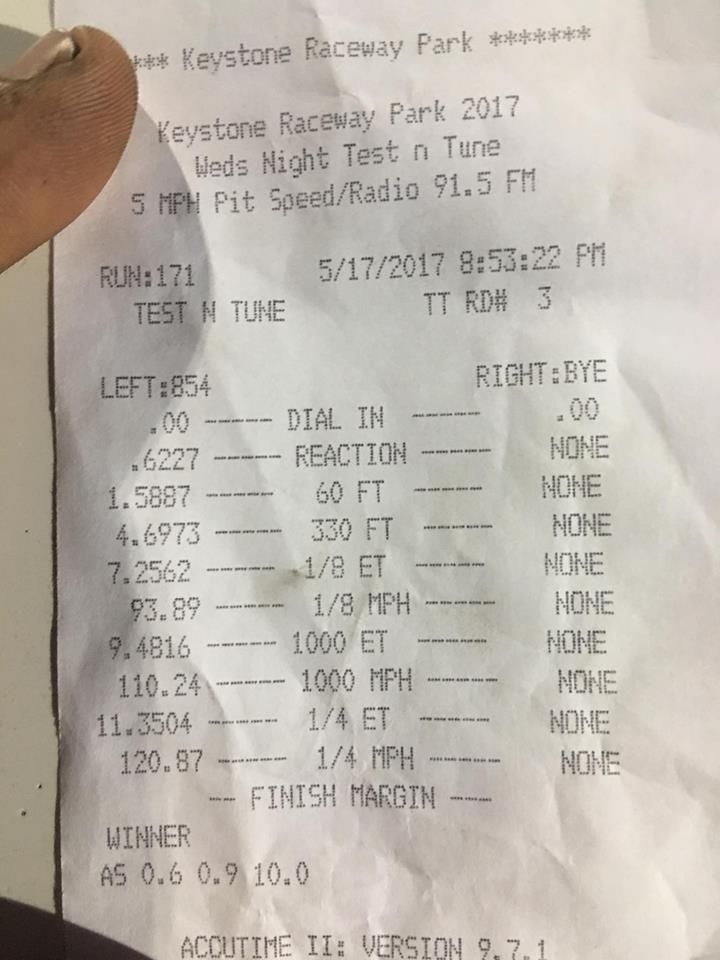 *** Keystone Raceway Park *******
Keystone Raceway Park 2017
Weds Night Test n Tune
5 MPH Pit Speed/Radio 91.5 FM
RUN:171 5/17/2017 8:53:22 PM
TEST N TUNE TT RD# 3
LEFT:854 RIGHT:BYE
.00 ---- DIAL IN ---- .00
.6227 ---- REACTION ---- NONE
1.5887 ---- 60 FT ---- NONE
4.6973 ---- 330 FT ---- NONE
7.2562 ---- 1/8 ET ---- NONE
93.89 ---- 1/8 MPH ---- NONE
9.4816 ---- 1000 ET ---- NONE
110.24 ---- 1000 MPH ---- NONE
11.3504 ---- 1/4 ET ---- NONE
120.87 ---- 1/4 MPH ---- NONE
-- FINISH MARGIN --
WINNER
AS 0.6 0.9 10.0
ACCUTIME II: VERSION 9.7.1